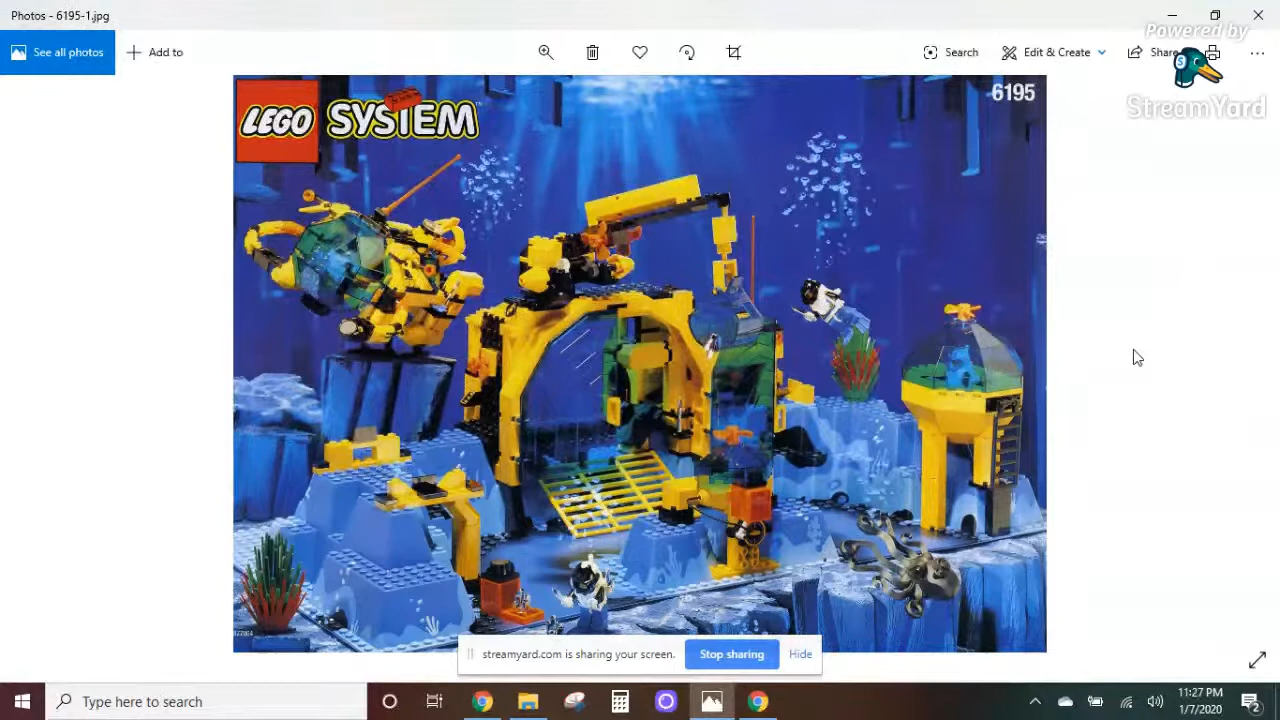 Photos - 6195-1.jpg
See all photos
Add to
Search
Edit & Create
Share
Powered by
StreamYard
LEGO SYSTEM
6195
streamyard.com is sharing your screen.
Stop sharing
Hide
Type here to search
11:27 PM
1/7/2020
2